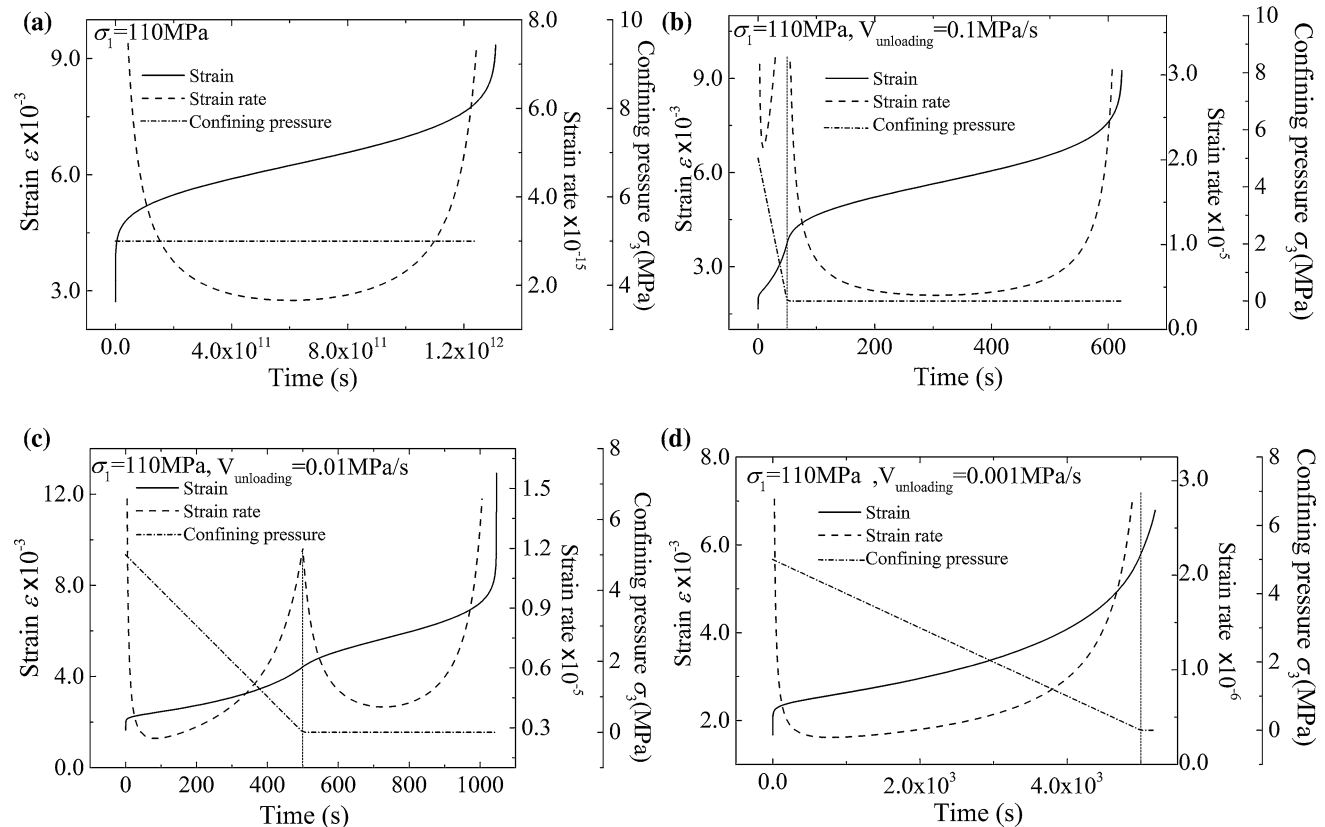 (a)
σ1=110MPa
Strain
Strain rate
Confining pressure
9.0
6.0
3.0
Strain ε x10-3
0.0
4.0x1011
8.0x1011
1.2x1012
Time (s)
8.0
6.0
4.0
2.0
Strain rate x10-15
10
8
6
4
Confining pressure σ3(MPa)
(b)
σ1=110MPa, Vunloading=0.1MPa/s
Strain
Strain rate
Confining pressure
9.0
6.0
3.0
Strain ε x10-3
0
200
400
600
Time (s)
3.0
2.0
1.0
0.0
Strain rate x10-5
10
8
6
4
2
0
Confining pressure σ3(MPa)
(c)
σ1=110MPa, Vunloading=0.01MPa/s
Strain
Strain rate
Confining pressure
12.0
8.0
4.0
0.0
Strain ε x10-3
0
200
400
600
800
1000
Time (s)
1.5
1.2
0.9
0.6
0.3
Strain rate x10-5
8
6
4
2
0
Confining pressure σ3(MPa)
(d)
σ1=110MPa ,Vunloading=0.001MPa/s
Strain
Strain rate
Confining pressure
8.0
6.0
4.0
2.0
Strain ε x10-3
0.0
2.0x103
4.0x103
Time (s)
3.0
2.0
1.0
0.0
Strain rate x10-6
8
6
4
2
0
Confining pressure σ3(MPa)